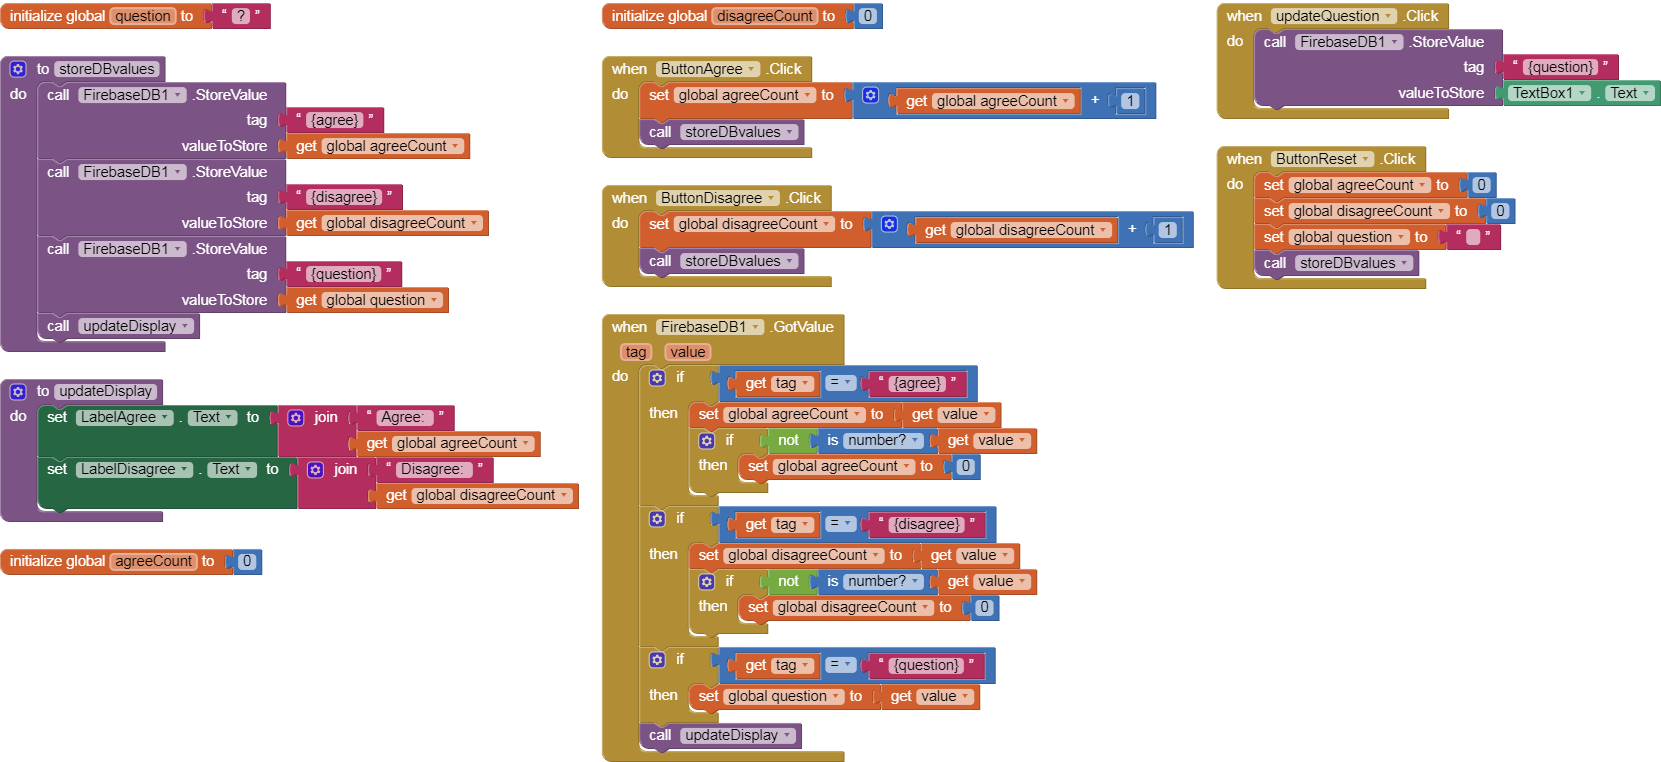 initialize global question to “ ? ”
to storeDBvalues
do call FirebaseDB1 .StoreValue
tag “ {agree} ”
valueToStore get global agreeCount
call FirebaseDB1 .StoreValue
tag “ {disagree} ”
valueToStore get global disagreeCount
call FirebaseDB1 .StoreValue
tag “ {question} ”
valueToStore get global question
call updateDisplay
to updateDisplay
do set LabelAgree . Text to join “ Agree: ”
get global agreeCount
set LabelDisagree . Text to join “ Disagree: ”
get global disagreeCount
initialize global agreeCount to 0
initialize global disagreeCount to 0
when ButtonAgree .Click
do set global agreeCount to get global agreeCount + 1
call storeDBvalues
when ButtonDisagree .Click
do set global disagreeCount to get global disagreeCount + 1
call storeDBvalues
when FirebaseDB1 .GotValue
tag value
do if get tag = “ {agree} ”
then set global agreeCount to get value
if not is number? get value
then set global agreeCount to 0
if get tag = “ {disagree} ”
then set global disagreeCount to get value
if not is number? get value
then set global disagreeCount to 0
if get tag = “ {question} ”
then set global question to get value
call updateDisplay
when updateQuestion .Click
do call FirebaseDB1 .StoreValue
tag “ {question} ”
valueToStore TextBox1 . Text
when ButtonReset .Click
do set global agreeCount to 0
set global disagreeCount to 0
set global question to “ ”
call storeDBvalues